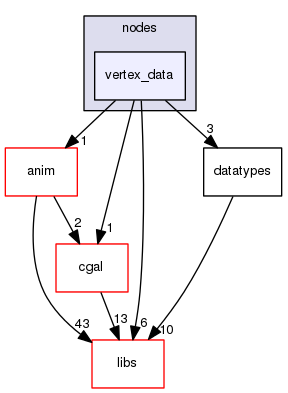 nodes
vertex_data
1
3
anim
datatypes
2
1
cgal
43
13
6
10
libs